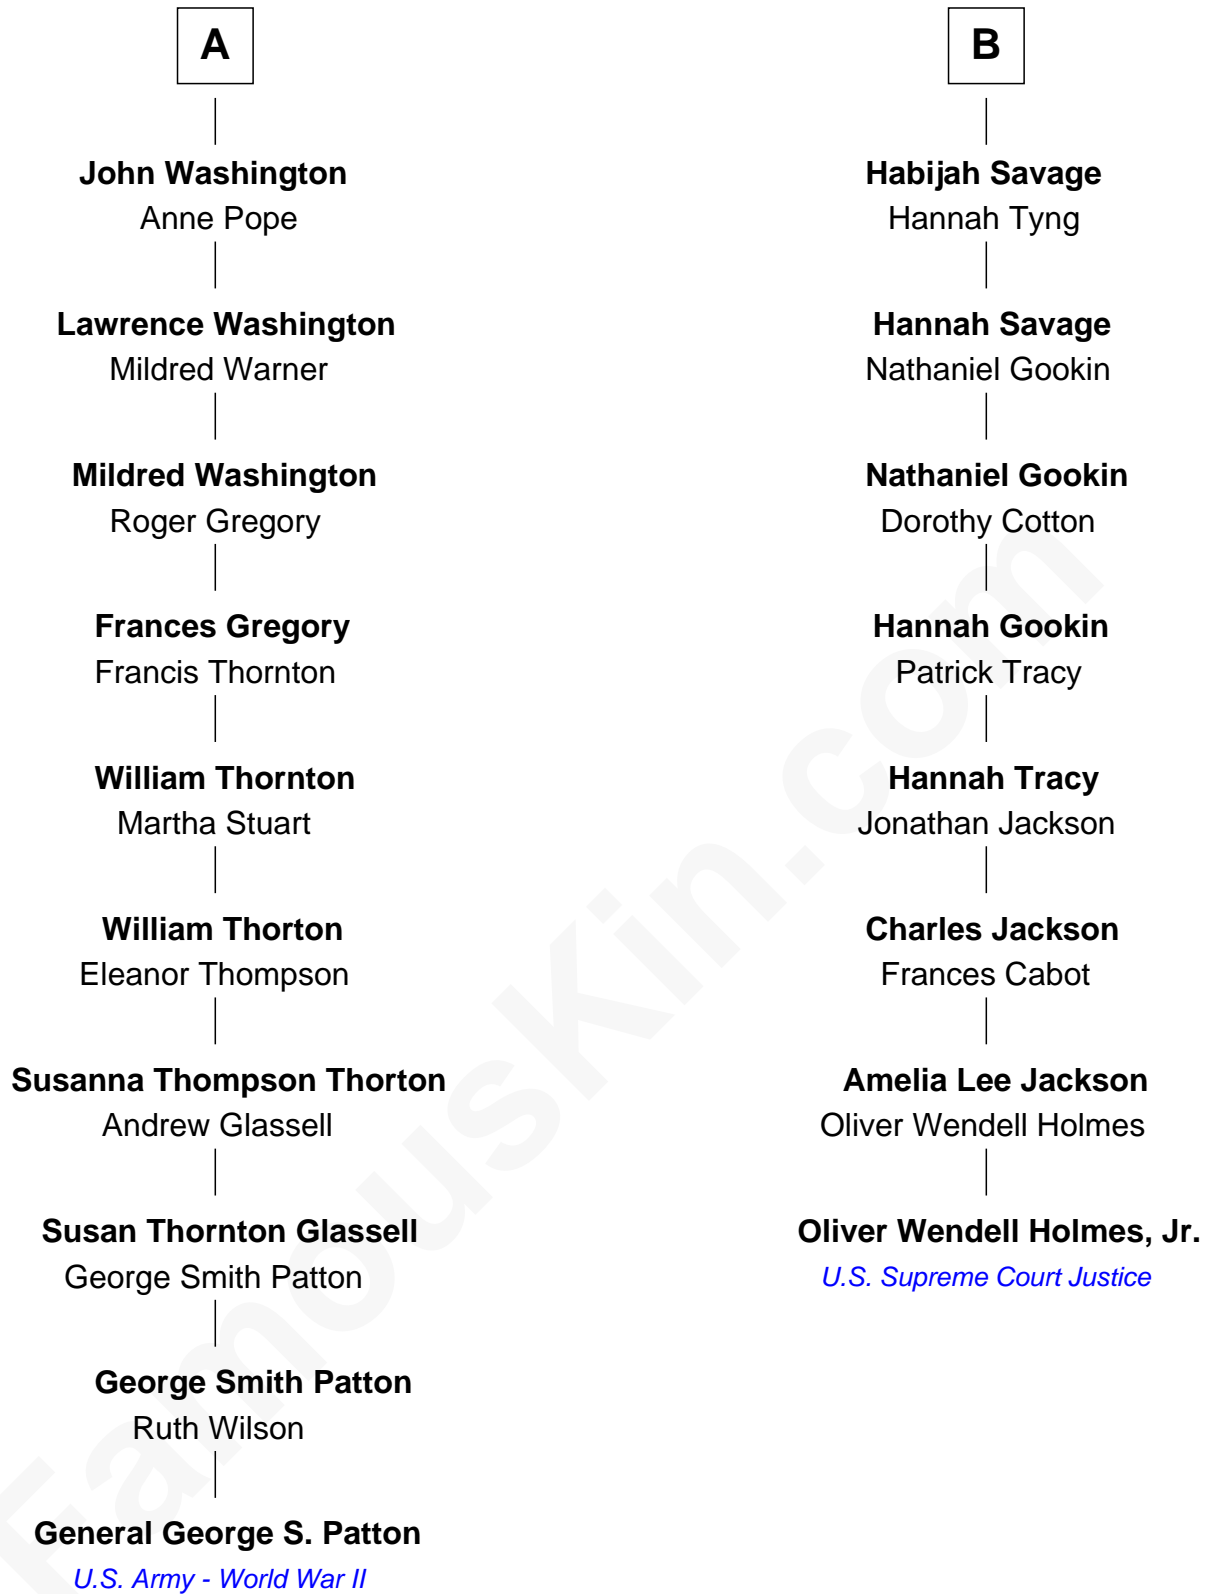 A
John Washington
Anne Pope
Lawrence Washington
Mildred Warner
Mildred Washington
Roger Gregory
Frances Gregory
Francis Thornton
William Thornton
Martha Stuart
William Thorton
Eleanor Thompson
Susanna Thompson Thorton
Andrew Glassell
Susan Thornton Glassell
George Smith Patton
George Smith Patton
Ruth Wilson
General George S. Patton
U.S. Army - World War II
B
Habijah Savage
Hannah Tyng
Hannah Savage
Nathaniel Gookin
Nathaniel Gookin
Dorothy Cotton
Hannah Gookin
Patrick Tracy
Hannah Tracy
Jonathan Jackson
Charles Jackson
Frances Cabot
Amelia Lee Jackson
Oliver Wendell Holmes
Oliver Wendell Holmes, Jr.
U.S. Supreme Court Justice
FamousKin.com